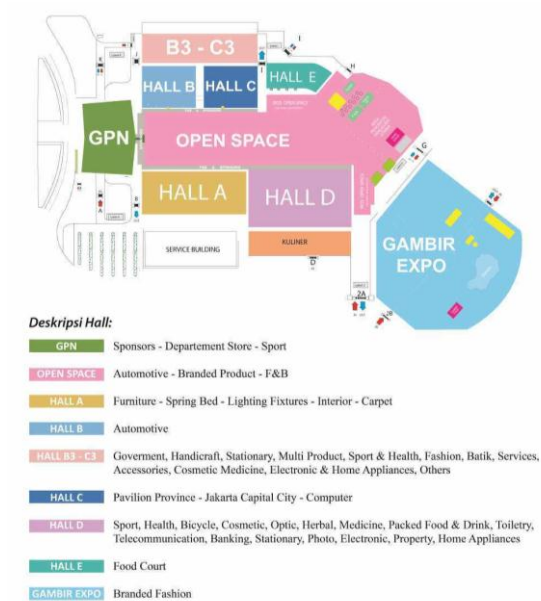 B3 - C3
HALL B
HALL C
HALL E
GPN
OPEN SPACE
HALL A
HALL D
SERVICE BUILDING
KULINER
GAMBIR
EXPO
I
H
G
A
B
D
2A
2B
Deskripsi Hall:
GPN Sponsors - Departement Store - Sport
OPEN SPACE Automotive - Branded Product - F&B
HALL A Furniture - Spring Bed - Lighting Fixtures - Interior - Carpet
HALL B Automotive
HALL B3 - C3 Goverment, Handicraft, Stationary, Multi Product, Sport & Health, Fashion, Batik, Services,
Accessories, Cosmetic Medicine, Electronic & Home Appliances, Others
HALL C Pavilion Province - Jakarta Capital City - Computer
HALL D Sport, Health, Bicycle, Cosmetic, Optic, Herbal, Medicine, Packed Food & Drink, Toiletry,
Telecommunication, Banking, Stationary, Photo, Electronic, Property, Home Appliances
HALL E Food Court
GAMBIR EXPO Branded Fashion